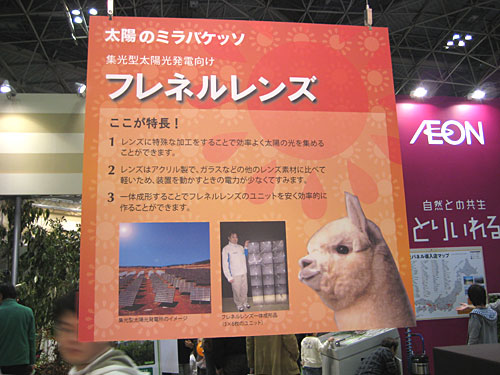 太陽のミラバケッソ
集光型太陽光発電向け
フレネルレンズ
ここが特長！
1 レンズに特殊な加工をすることで効率よく太陽の光を集める
ことができます。
2 レンズはアクリル製で、ガラスなどの他のレンズ素材に比べて
軽いため、装置を動かすときの電力が少なくてすみます。
3 一体成形することでフレネルレンズのユニットを安く効率的に
作ることができます。
集光型太陽光発電所のイメージ
フレネルレンズ一体成形品
ÆON
自然との共生
とりいれる